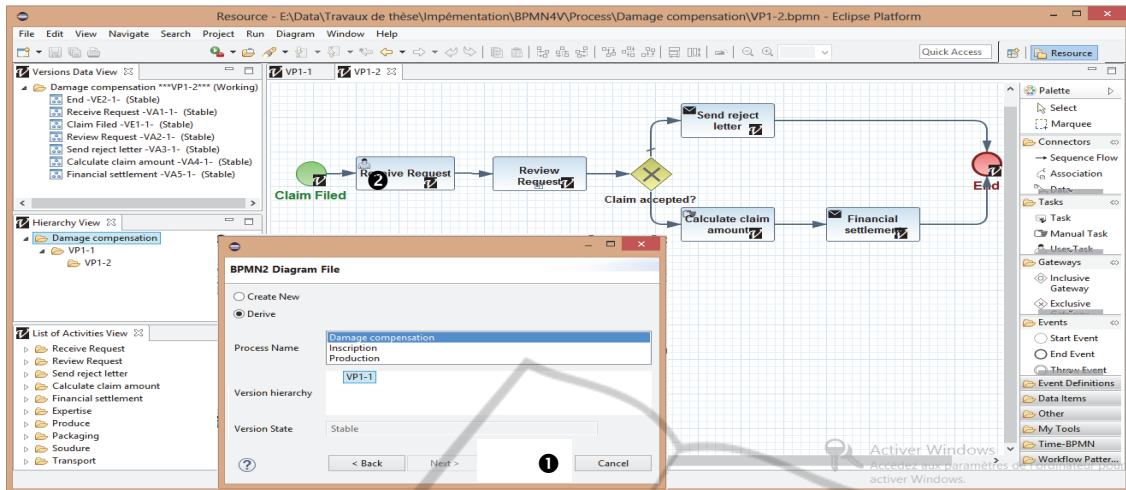 Resource - E:\Data\Travaux de thèse\Impémentation\BPMN4V\Process\Damage compensation\VP1-2.bpmn - Eclipse Platform
File Edit View Navigate Search Project Run Diagram Window Help
Quick Access
Resource
Versions Data View
Damage compensation ***VP1-2*** (Working)
End -VE2-1- (Stable)
Receive Request -VA1-1- (Stable)
Claim Filed -VE1-1- (Stable)
Review Request -VA2-1- (Stable)
Send reject letter -VA3-1- (Stable)
Calculate claim amount -VA4-1- (Stable)
Financial settlement -VA5-1- (Stable)
Hierarchy View
Damage compensation
VP1-1
VP1-2
List of Activities View
Receive Request
Review Request
Send reject letter
Calculate claim amount
Financial settlement
Expertise
Produce
Packaging
Soudure
Transport
VP1-1
VP1-2
Claim Filed
Receive Request
2
Review
Request
Claim accepted?
Send reject
letter
Calculate claim
amount
Financial
settlement
End
BPMN2 Diagram File
Create New
Derive
Process Name
Damage compensation
Inscription
Production
Version hierarchy
VP1-1
Version State
Stable
?
< Back
Next >
1
Cancel
Palette
Select
Marquee
Connectors
Sequence Flow
Association
Data
Tasks
Task
Manual Task
User Task
Gateways
Inclusive
Gateway
Exclusive
Events
Start Event
End Event
Throw Event
Event Definitions
Data Items
Other
My Tools
Time-BPMN
Workflow Patter...
Activer Windows
Accédez aux paramètres de l'ordinateur pour
activer Windows.